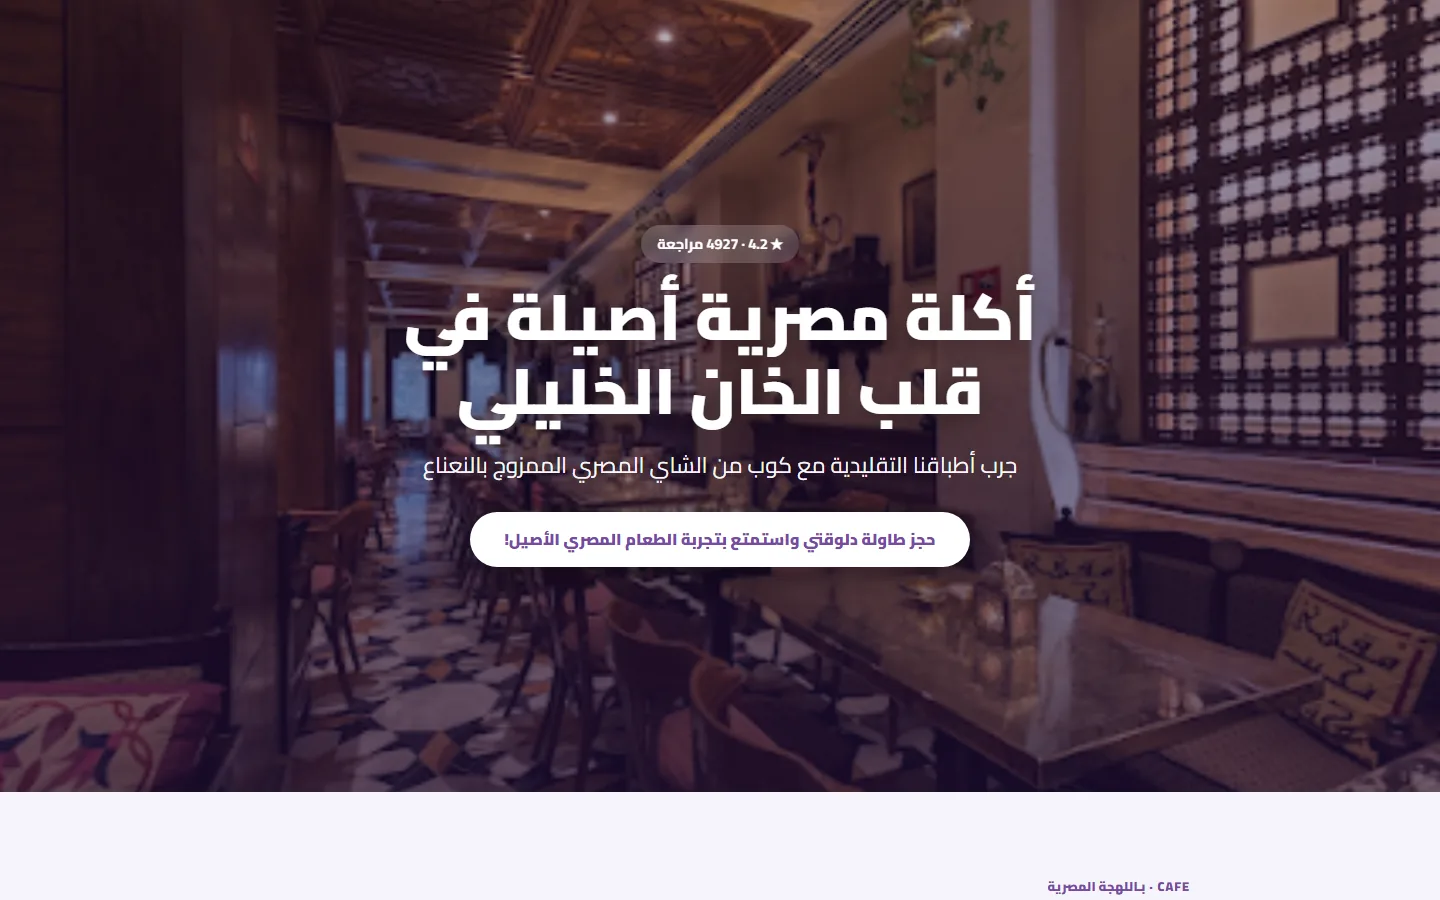 ★ 4.2 · 4927 مراجعة
أكلة مصرية أصيلة في
قلب الخان الخليلي
جرب أطباقنا التقليدية مع كوب من الشاي المصري الممزوج بالنعناع
حجز طاولة دلوقتي واستمتع بتجربة الطعام المصري الأصيل!
CAFE · باللهجة المصرية